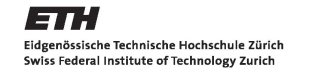 ETH
Eidgenössische Technische Hochschule Zürich
Swiss Federal Institute of Technology Zurich